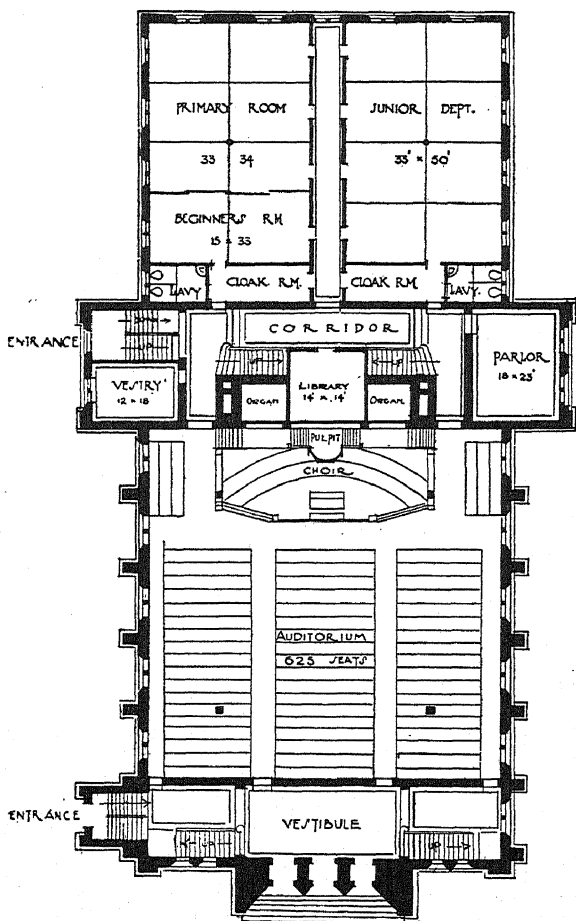 PRIMARY ROOM
33 34
JUNIOR DEPT.
33' × 50'
BEGINNERS RM
15 × 33
LAVY
CLOAK RM.
CLOAK RM.
LAVY.
ENTRANCE
UP
CORRIDOR
VESTRY
12 × 18
ORGAN
LIBRARY
14' × 14'
ORGAN
PARLOR
18 × 23'
PULPIT
CHOIR
AUDITORIUM
625 SEATS
ENTRANCE
VESTIBULE